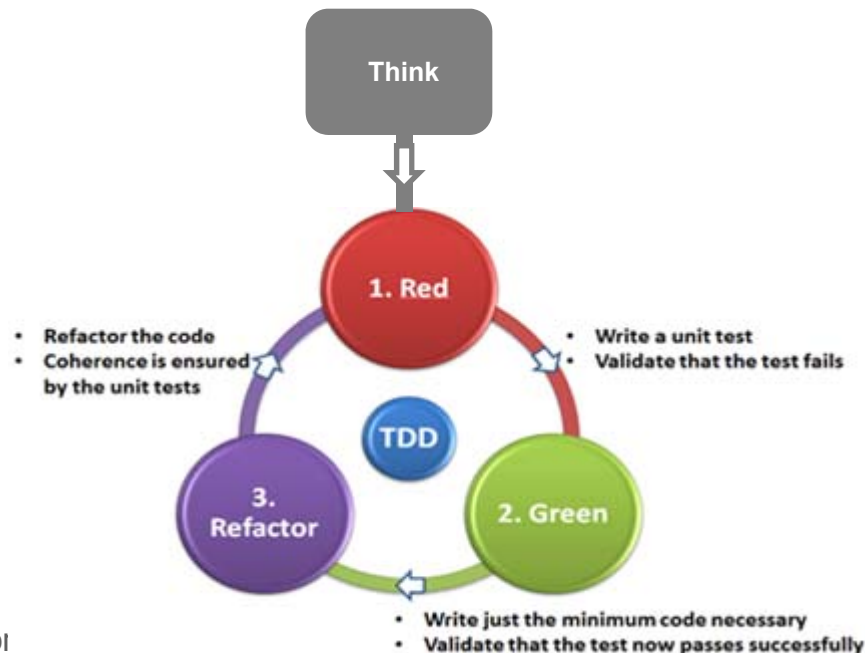 Think
1. Red
• Refactor the code
• Coherence is ensured
by the unit tests
• Write a unit test
• Validate that the test fails
TDD
3.
Refactor
2. Green
• Write just the minimum code necessary
• Validate that the test now passes successfully